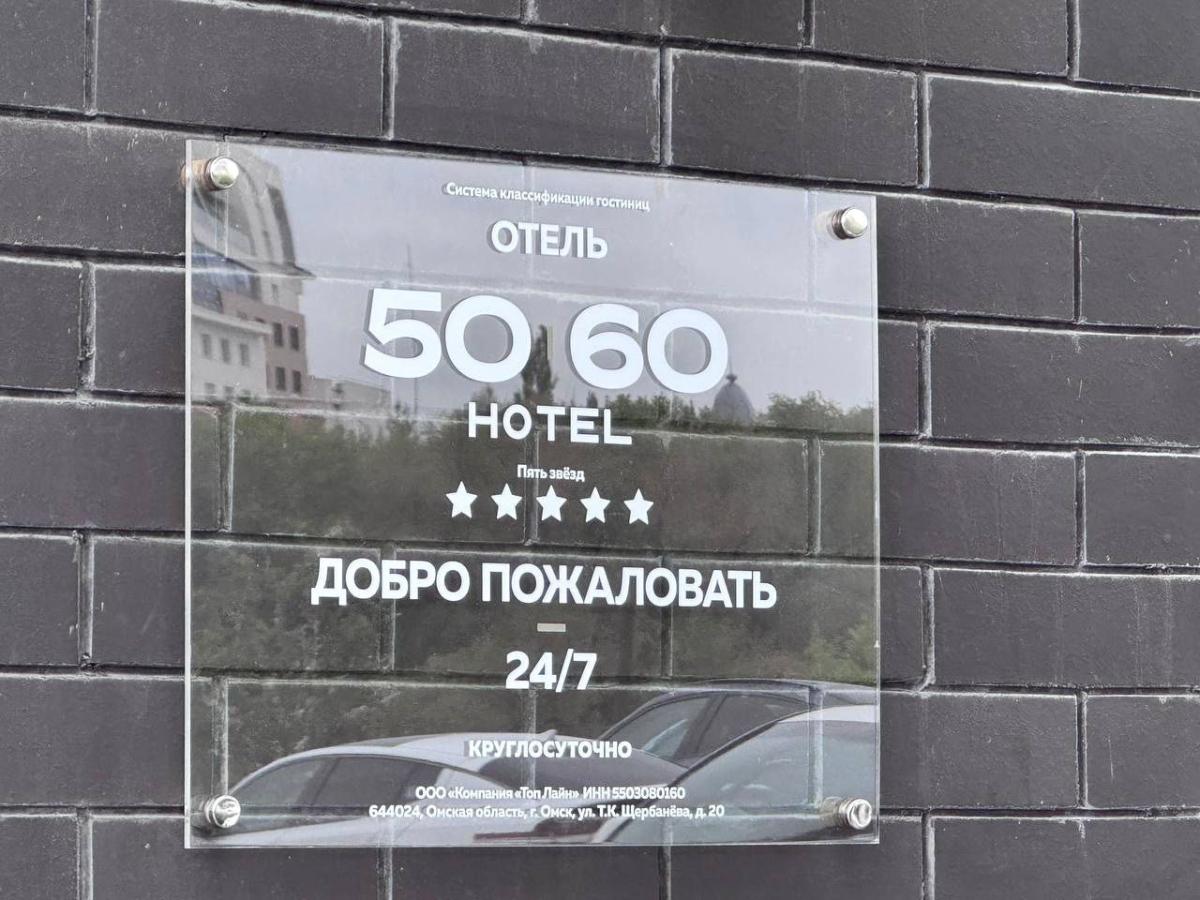 Система классификации гостиниц
ОТЕЛЬ
50 60
HOTEL
Пять звёзд
ДОБРО ПОЖАЛОВАТЬ
24/7
КРУГЛОСУТОЧНО
ООО «Компания «Топ Лайн» ИНН 5503080160
644024, Омская область, г. Омск, ул. Т.К. Щербанёва, д. 20